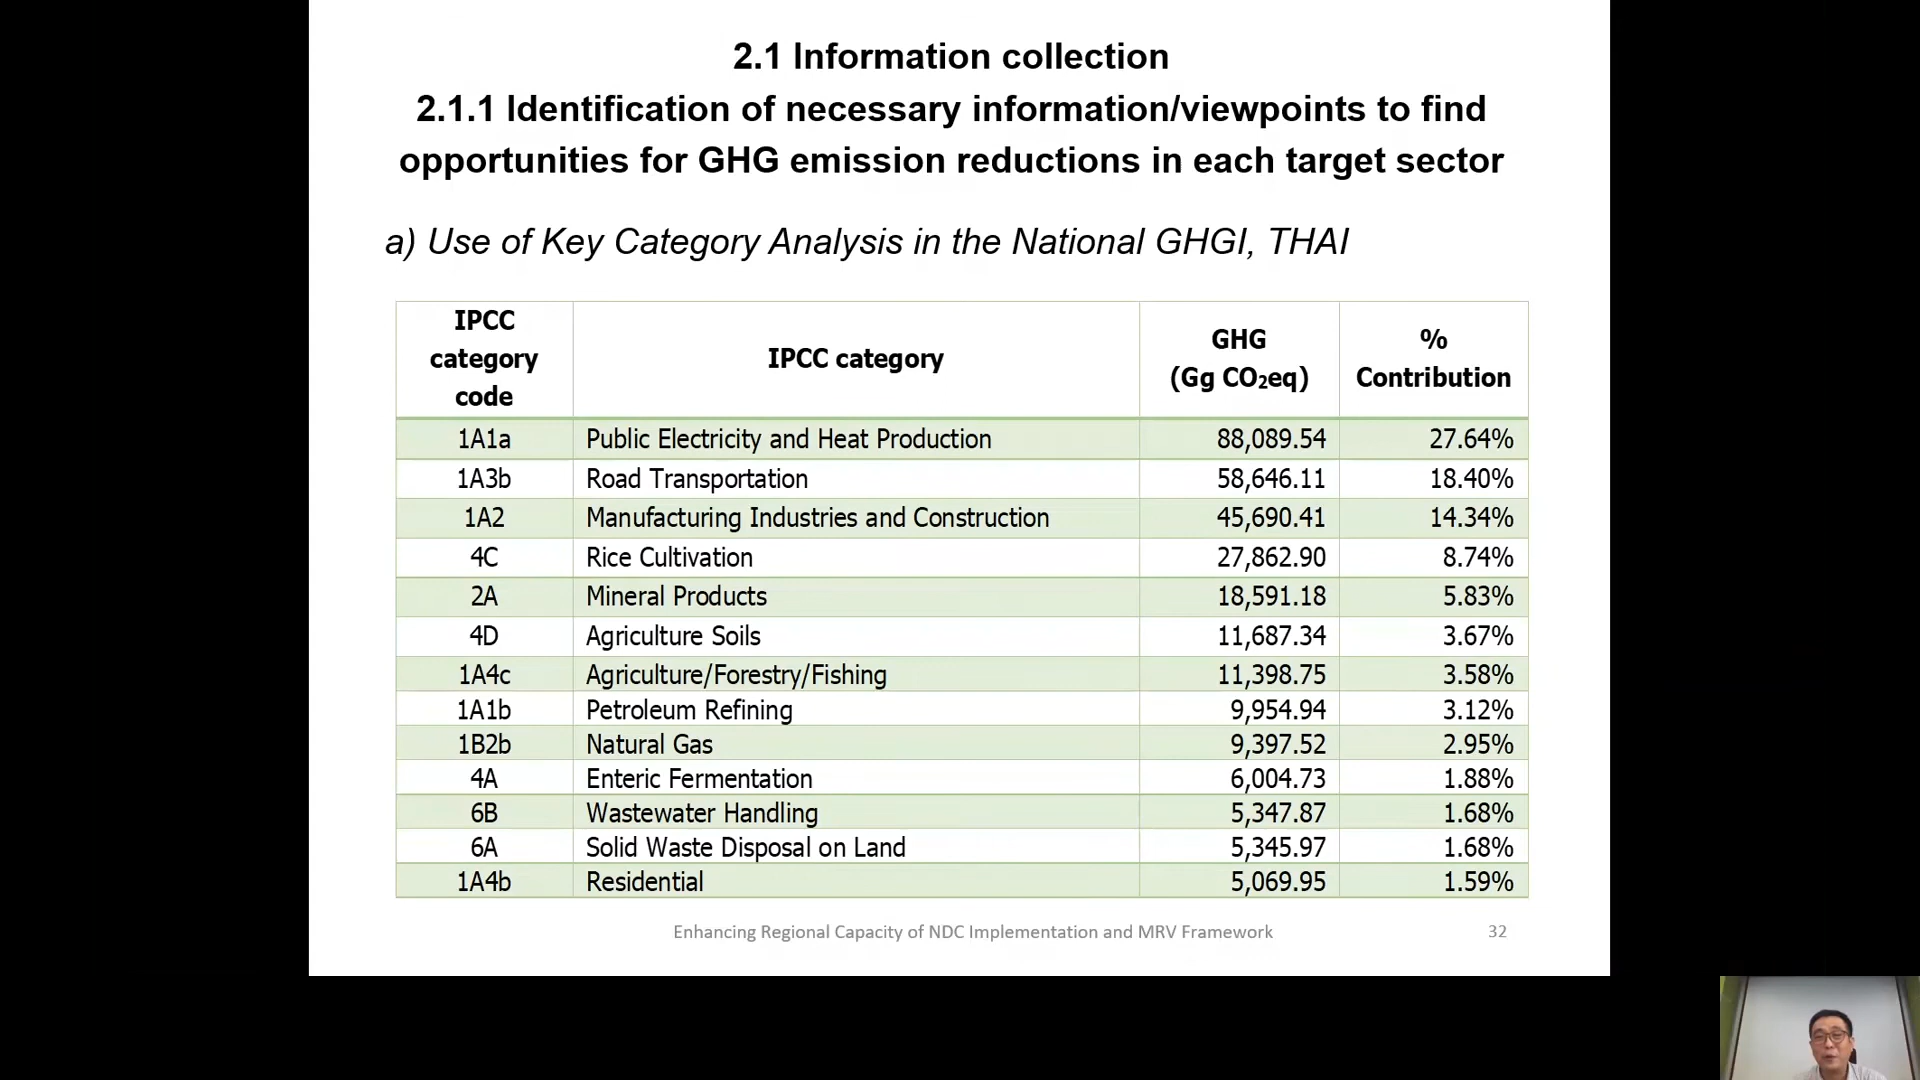 2.1 Information collection
2.1.1 Identification of necessary information/viewpoints to find
opportunities for GHG emission reductions in each target sector
a) Use of Key Category Analysis in the National GHGI, THAI
IPCC category code IPCC category GHG (Gg CO₂eq) % Contribution
1A1a Public Electricity and Heat Production 88,089.54 27.64%
1A3b Road Transportation 58,646.11 18.40%
1A2 Manufacturing Industries and Construction 45,690.41 14.34%
4C Rice Cultivation 27,862.90 8.74%
2A Mineral Products 18,591.18 5.83%
4D Agriculture Soils 11,687.34 3.67%
1A4c Agriculture/Forestry/Fishing 11,398.75 3.58%
1A1b Petroleum Refining 9,954.94 3.12%
1B2b Natural Gas 9,397.52 2.95%
4A Enteric Fermentation 6,004.73 1.88%
6B Wastewater Handling 5,347.87 1.68%
6A Solid Waste Disposal on Land 5,345.97 1.68%
1A4b Residential 5,069.95 1.59%
Enhancing Regional Capacity of NDC Implementation and MRV Framework 32